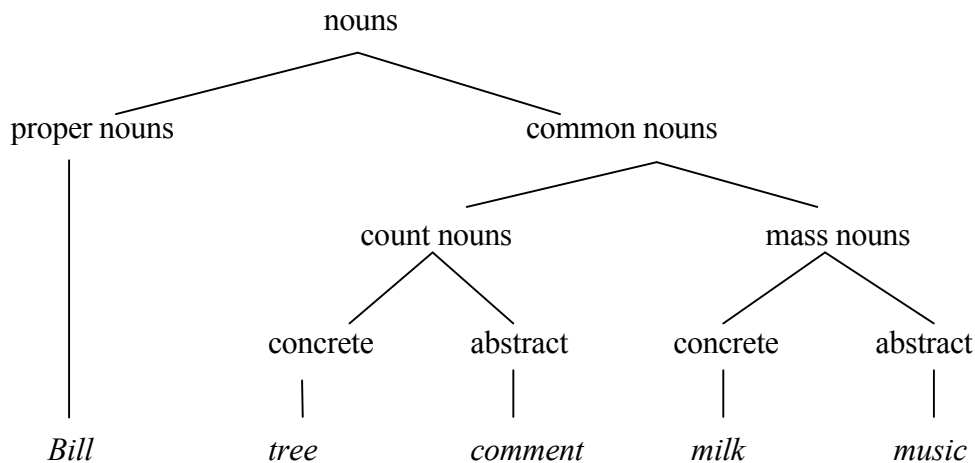 nouns
proper nouns common nouns
count nouns mass nouns
concrete abstract concrete abstract
Bill tree comment milk music